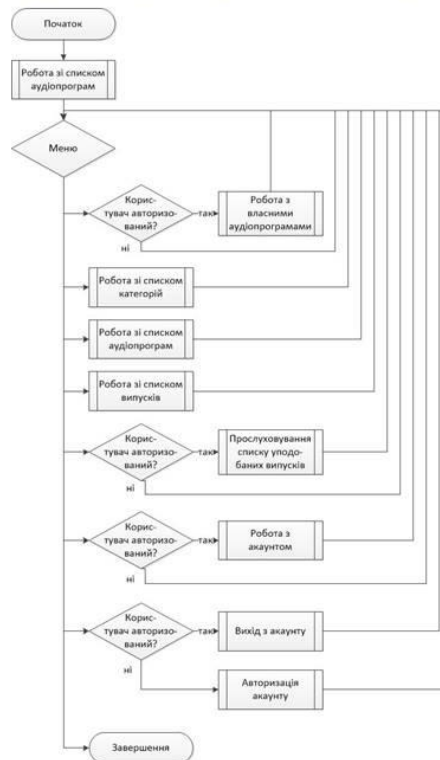 Початок
Робота зі списком
аудіопрограм
Меню
Корис-
тувач авторизо-
ваний?
так
Робота з
власними
аудіопрограмами
ні
Робота зі списком
категорій
Робота зі списком
аудіопрограм
Робота зі списком
випусків
Корис-
тувач авторизо-
ваний?
так
Прослуховування
списку уподо-
баних випусків
ні
Корис-
тувач авторизо-
ваний?
так
Робота з
акаунтом
ні
Корис-
тувач авторизо-
ваний?
так
Вихід з акаунту
ні
Авторизація
акаунту
Завершення